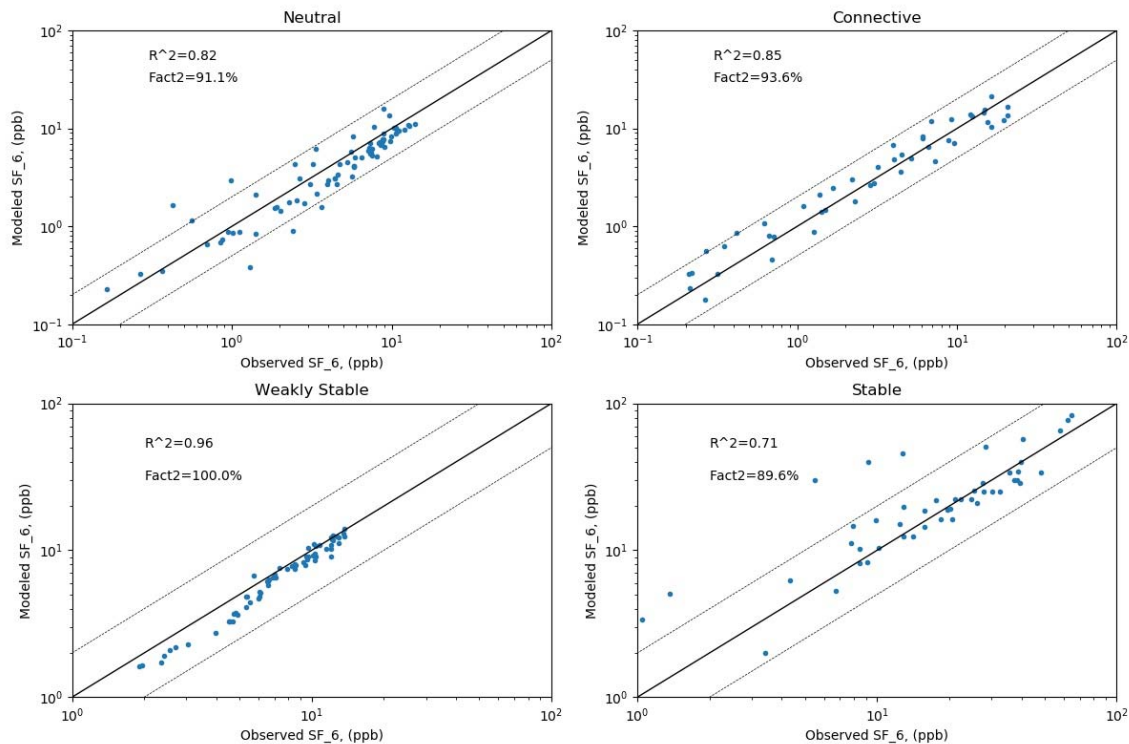 Neutral
10^2
R^2=0.82
Fact2=91.1%
10^1
Modeled SF_6, (ppb)
10^0
10^-1
10^-1 10^0 10^1 10^2
Observed SF_6, (ppb)
Connective
10^2
R^2=0.85
Fact2=93.6%
10^1
Modeled SF_6, (ppb)
10^0
10^-1
10^-1 10^0 10^1 10^2
Observed SF_6, (ppb)
Weakly Stable
10^2
R^2=0.96
Fact2=100.0%
10^1
Modeled SF_6, (ppb)
10^0
10^0 10^1 10^2
Observed SF_6, (ppb)
Stable
10^2
R^2=0.71
Fact2=89.6%
10^1
Modeled SF_6, (ppb)
10^0
10^0 10^1 10^2
Observed SF_6, (ppb)